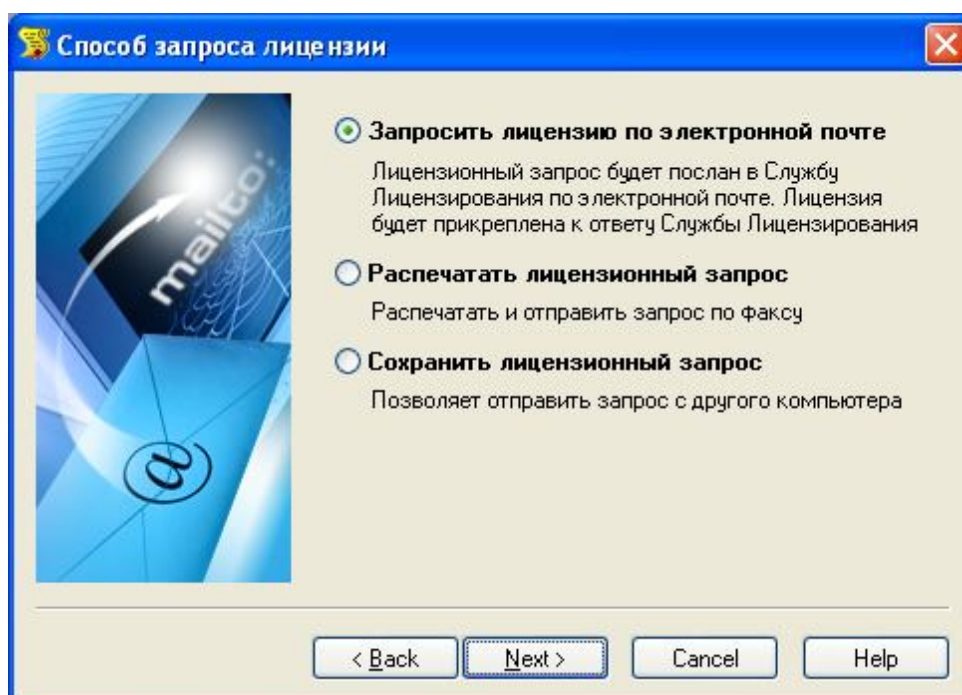 Способ запроса лицензии
mailto:
@
Запросить лицензию по электронной почте
Лицензионный запрос будет послан в Службу
Лицензирования по электронной почте. Лицензия
будет прикреплена к ответу Службы Лицензирования
Распечатать лицензионный запрос
Распечатать и отправить запрос по факсу
Сохранить лицензионный запрос
Позволяет отправить запрос с другого компьютера
< Back
Next >
Cancel
Help